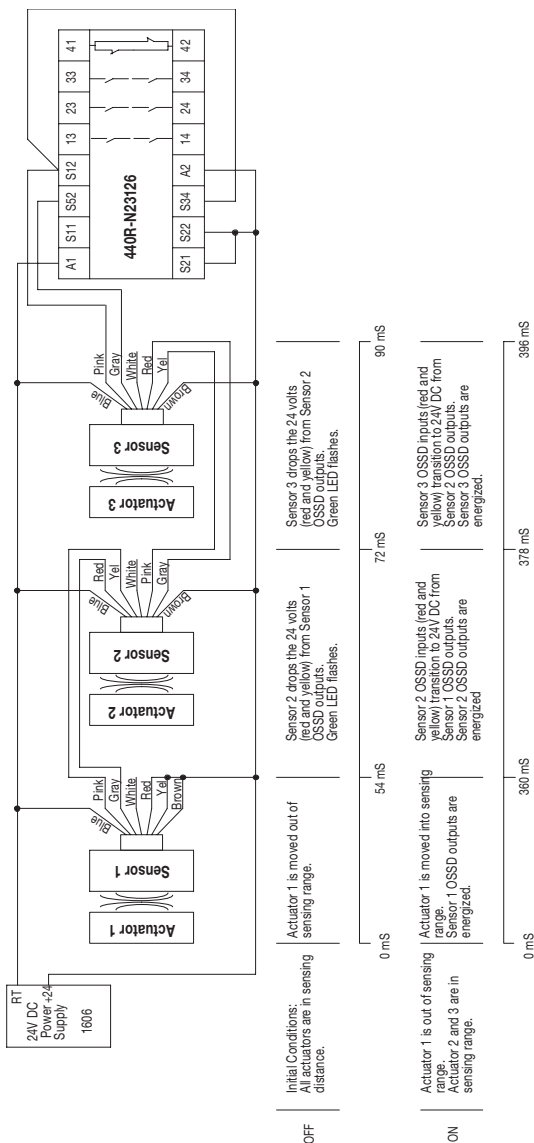 RT
24V DC
Power +24
Supply
1606
Actuator 1
Sensor 1
Blue
Pink
Gray
White
Red
Yel
Brown
Actuator 2
Sensor 2
Blue
Red
Yel
White
Pink
Gray
Brown
Actuator 3
Sensor 3
Blue
Pink
Gray
White
Red
Yel
Brown
A1
S11
S52
S12
13
23
33
41
440R-N23126
S21
S22
S34
A2
14
24
34
42
OFF
Initial Conditions:
All actuators are in sensing
distance.
Actuator 1 is moved out of
sensing range.
Sensor 2 drops the 24 volts
(red and yellow) from Sensor 1
OSSD outputs.
Green LED flashes.
Sensor 3 drops the 24 volts
(red and yellow) from Sensor 2
OSSD outputs.
Green LED flashes.
0 mS
54 mS
72 mS
90 mS
ON
Actuator 1 is out of sensing
range.
Actuator 2 and 3 are in
sensing range.
Actuator 1 is moved into sensing
range.
Sensor 1 OSSD outputs are
energized.
Sensor 2 OSSD inputs (red and
yellow) transition to 24V DC from
Sensor 1 OSSD outputs.
Sensor 2 OSSD outputs are
energized
Sensor 3 OSSD inputs (red and
yellow) transition to 24V DC from
Sensor 2 OSSD outputs.
Sensor 3 OSSD outputs are
energized.
0 mS
360 mS
378 mS
396 mS